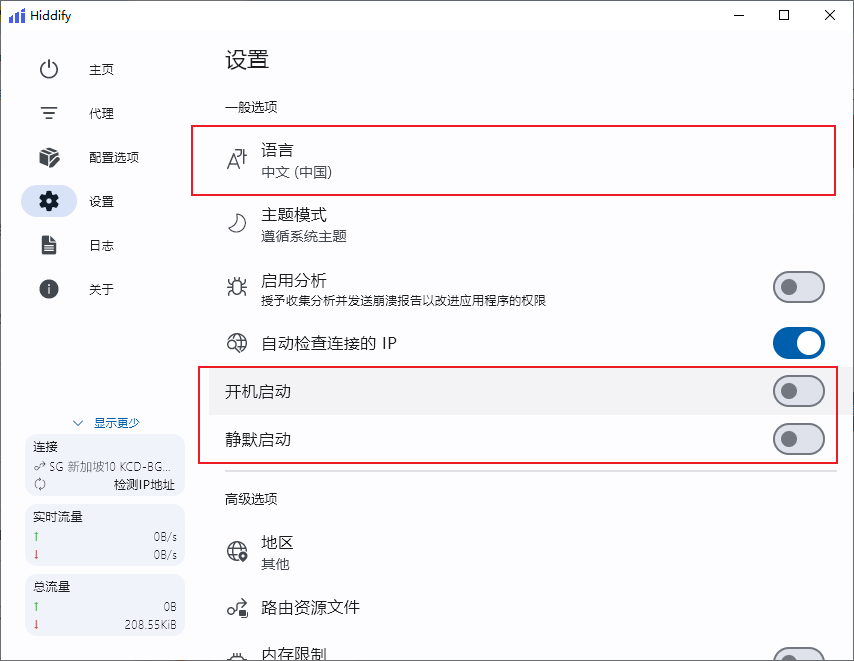 Hiddify
主页
代理
配置选项
设置
日志
关于
显示更少
连接
SG 新加坡10 KCD-BG...
检测IP地址
实时流量
↑ 0B/s
↓ 0B/s
总流量
↑ 0B
↓ 208.55KiB
设置
一般选项
语言
中文 (中国)
主题模式
遵循系统主题
启用分析
授予收集分析并发送崩溃报告以改进应用程序的权限
自动检查连接的 IP
开机启动
静默启动
高级选项
地区
其他
路由资源文件
内存限制